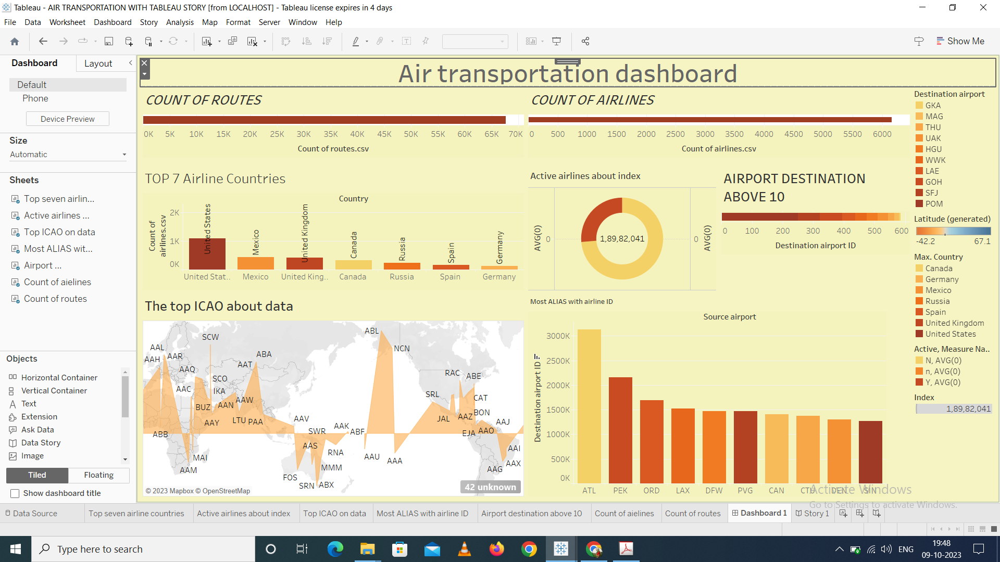 Tableau - AIR TRANSPORTATION WITH TABLEAU STORY [from LOCALHOST] - Tableau license expires in 4 days
File Data Worksheet Dashboard Story Analysis Map Format Server Window Help
Show Me
Dashboard
Layout
Default
Phone
Device Preview
Size
Automatic
Sheets
Top seven airlin...
Active airlines ...
Top ICAO on data
Most ALIAS wit...
Airport ...
Count of aielines
Count of routes
Objects
Horizontal Container
Vertical Container
Text
Extension
Ask Data
Data Story
Image
Tiled
Floating
Show dashboard title
Air transportation dashboard
COUNT OF ROUTES
0K 5K 10K 15K 20K 25K 30K 35K 40K 45K 50K 55K 60K 65K 70K
Count of routes.csv
COUNT OF AIRLINES
0 500 1000 1500 2000 2500 3000 3500 4000 4500 5000 5500 6000
Count of airlines.csv
TOP 7 Airline Countries
Country
Count of
airlines.csv
2K
1K
0K
United States
Mexico
United Kingdom
Canada
Russia
Spain
Germany
United Stat.. Mexico United King.. Canada Russia Spain Germany
Active airlines about index
AVG(0)
0
1,89,82,041
0
AVG(0)
AIRPORT DESTINATION
ABOVE 10
0 100 200 300 400 500 600
Destination airport ID
The top ICAO about data
ABL
SCW
AAL
NCN
ABA
AAR
AAH
AAT
AAQ
RAC
ABE
SCO
AAC
IKA
SRL
CAT
AAW
AAN
BUZ
BON
AAZ
JAL
AAV
LTU
PAA
AAJ
AAY
AAK
SWR
ABF
AAO
EJA
ABB
AAS
AAI
RNA
AAU
MAI
AAA
AAX
MMM
AAM
AAG
FOS
ABX
SRN
© 2023 Mapbox © OpenStreetMap
42 unknown
Most ALIAS with airline ID
Source airport
Destination airport ID
3000K
2500K
2000K
1500K
1000K
500K
0K
ATL PEK ORD LAX DFW PVG CAN CTU DEN SIN
Destination airport
GKA
MAG
THU
UAK
HGU
WWK
LAE
GOH
SFJ
POM
Latitude (generated)
-42.2 67.1
Max. Country
Canada
Germany
Mexico
Russia
Spain
United Kingdom
United States
Active, Measure Na..
N, AVG(0)
n, AVG(0)
Y, AVG(0)
Index
1,89,82,041
Activate Windows
Go to Settings to activate Windows.
Data Source
Top seven airline countries
Active airlines about index
Top ICAO on data
Most ALIAS with airline ID
Airport destination above 10
Count of aielines
Count of routes
Dashboard 1
Story 1
Type here to search
ENG
19:48
09-10-2023